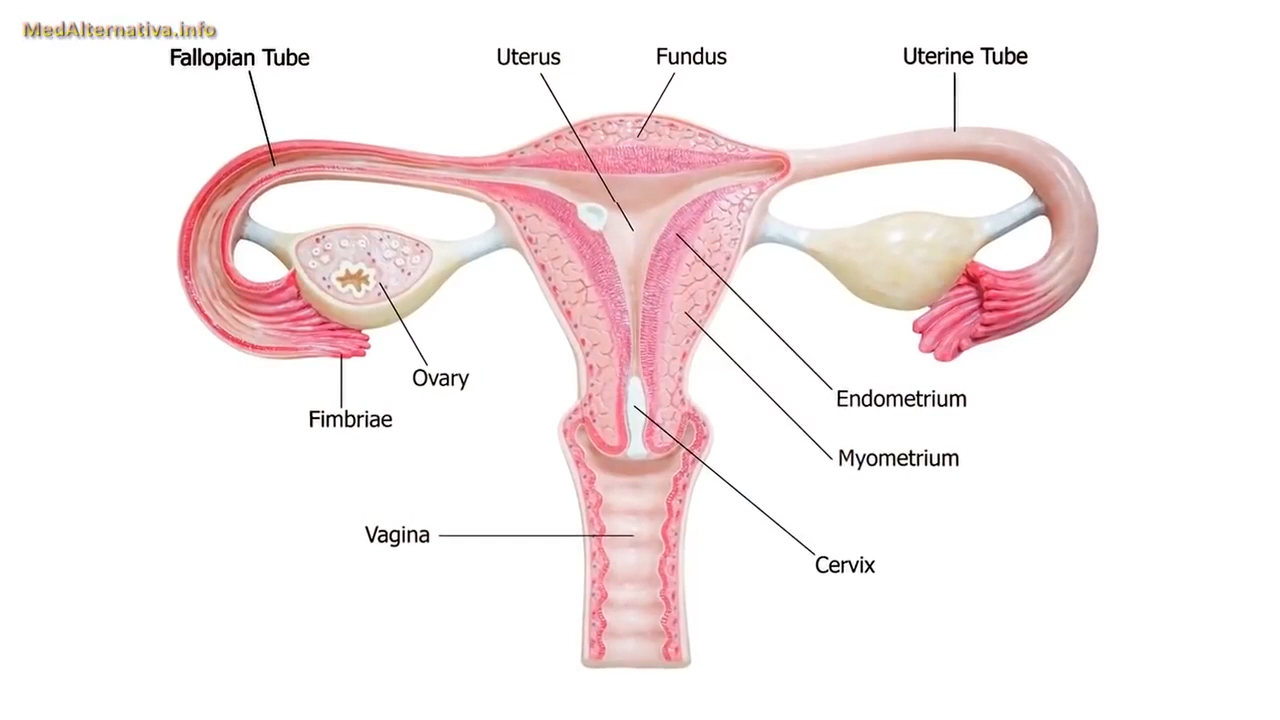 MedAlternativa.info
Fallopian Tube
Uterus
Fundus
Uterine Tube
Ovary
Fimbriae
Endometrium
Myometrium
Vagina
Cervix